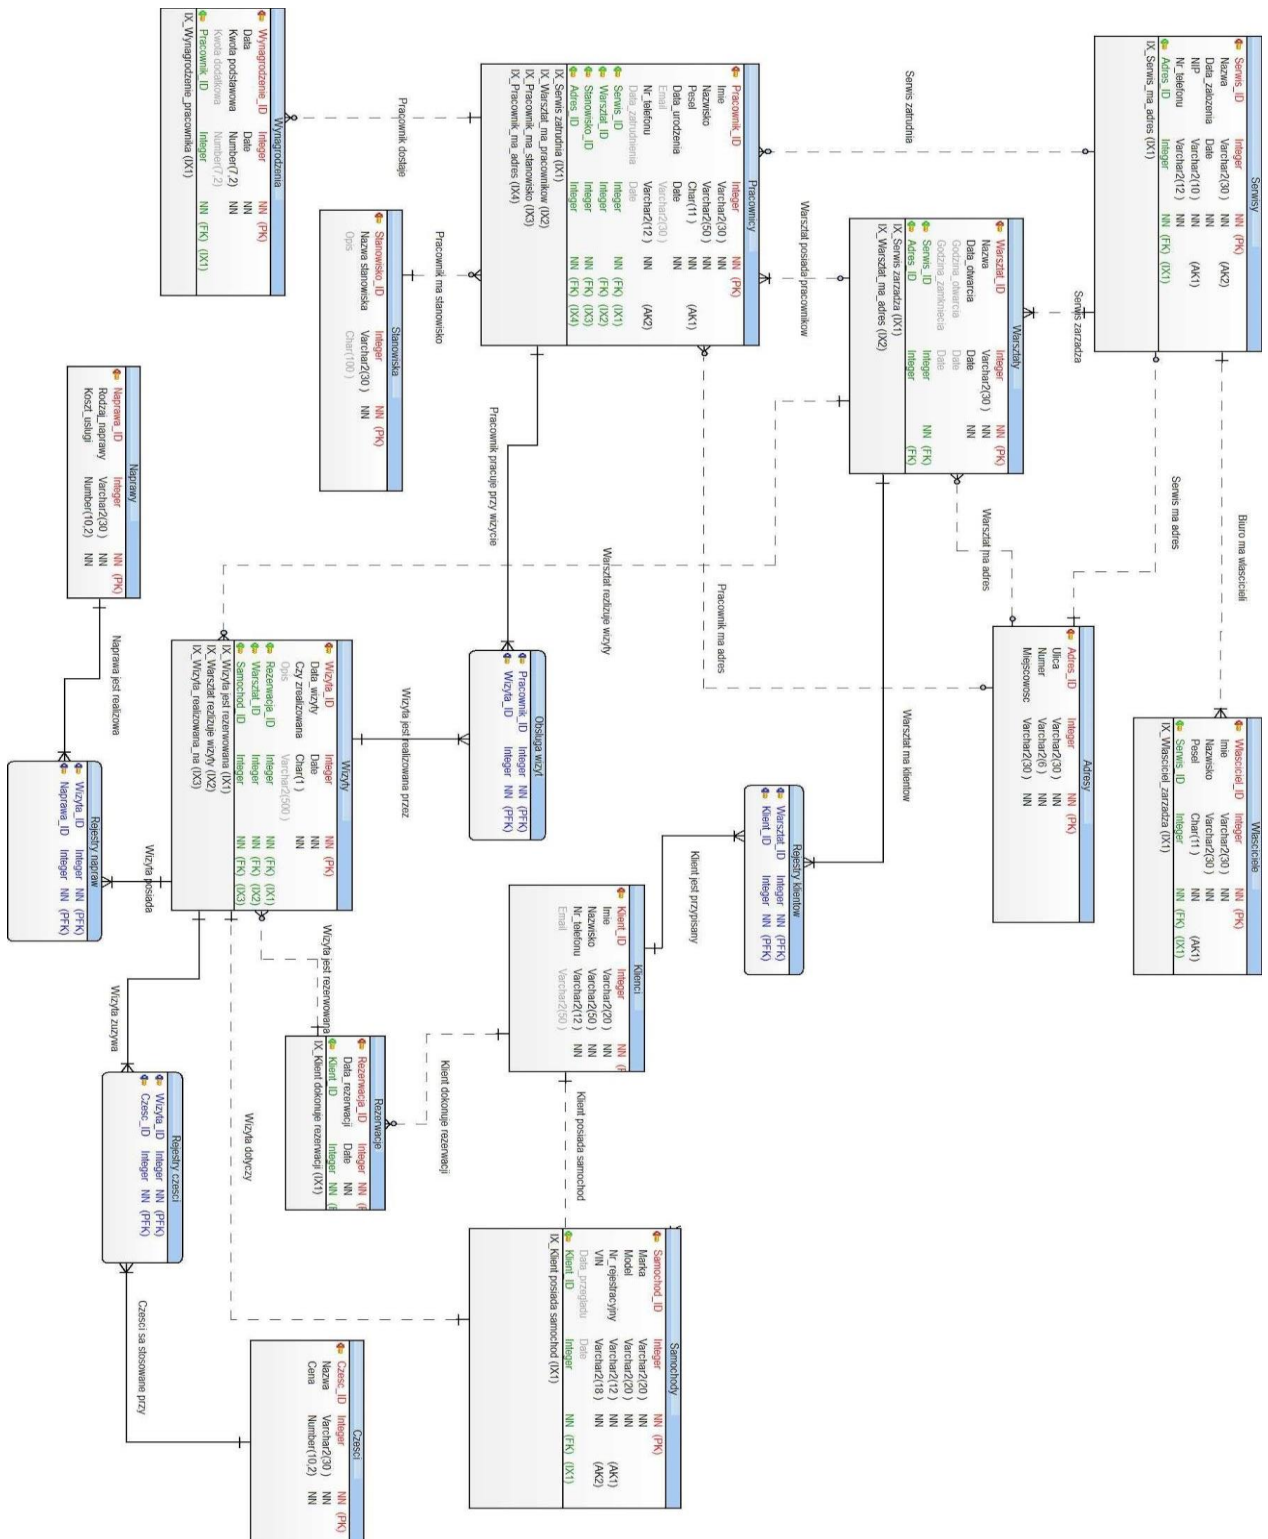 Serwisy
Serwis_ID Integer NN (PK)
Nazwa Varchar2(30 ) NN (AK2)
Data_zalozenia Date NN
NIP Varchar2(10 ) NN (AK1)
Nr_telefonu Varchar2(12 ) NN
Adres_ID Integer NN (FK) (IX1)
IX_Serwis_ma_adres (IX1)
Serwis zatrudnia
Serwis zarzadza
Serwis ma adres
Biuro ma wlascicieli
Wlasciciele
Wlasciciel_ID Integer NN (PK)
Imie Varchar2(20 ) NN
Nazwisko Varchar2(30 ) NN
Pesel Char(11 ) NN (AK1)
Serwis_ID Integer NN (FK) (IX1)
IX_Wlasciciel_zarzadza (IX1)
Warsztaty
Warsztat_ID Integer NN (PK)
Nazwa Varchar2(30 ) NN
Data_otwarcia Date NN
Godzina_otwarcia Date
Godzina_zamkniecia Date
Serwis_ID Integer NN (FK)
Adres_ID Integer NN (FK)
IX_Serwis zarzadza (IX1)
IX_Warsztat_ma_adres (IX2)
Warsztat ma adres
Adresy
Adres_ID Integer NN (PK)
Ulica Varchar2(30 ) NN
Numer Varchar2(6 ) NN
Miejscowosc Varchar2(30 ) NN
Warsztat posiada pracownikow
Warsztat ma klientow
Warsztat rezlizuje wizyty
Pracownik ma adres
Rejestry klientow
Warsztat_ID Integer NN (PFK)
Klient_ID Integer NN (PFK)
Pracownicy
Pracownik_ID Integer NN (PK)
Imie Varchar2(30 ) NN
Nazwisko Varchar2(50 ) NN
Pesel Char(11 ) NN (AK1)
Data_urodzenia Date NN
Email Varchar2(30 )
Nr_telefonu Varchar2(12 ) NN (AK2)
Data_zatrudnienia Date
Serwis_ID Integer NN (FK) (IX1)
Warsztat_ID Integer NN (FK) (IX2)
Stanowisko_ID Integer NN (FK) (IX3)
Adres_ID Integer NN (FK) (IX4)
IX_Serwis zatrudnia (IX1)
IX_Warsztat_ma_pracownikow (IX2)
IX_Pracownik_ma_stanowisko (IX3)
IX_Pracownik_ma_adres (IX4)
Pracownik dostaje
Pracownik ma stanowisko
Pracownik pracuje przy wizycie
Obsluga wizyt
Pracownik_ID Integer NN (PFK)
Wizyta_ID Integer NN (PFK)
Klient jest przypisany
Klienci
Klient_ID Integer
Imie Varchar2(20 ) NN
Nazwisko Varchar2(50 ) NN
Nr_telefonu Varchar2(12 ) NN
Email Varchar2(50 )
Klient posiada samochod
Samochody
Samochod_ID Integer NN (PK)
Marka Varchar2(20 ) NN
Model Varchar2(20 ) NN
Nr_rejestracyjny Varchar2(12 ) NN (AK1)
VIN Varchar2(18 ) NN (AK2)
Data_przegladu Date
Klient_ID Integer NN (FK) (IX1)
IX_Klient posiada samochod (IX1)
Stanowiska
Stanowisko_ID Integer NN (PK)
Nazwa stanowiska Varchar2(30 ) NN
Opis Char(100 )
Wizyta jest realizowana przez
Klient dokonuje rezerwacji
Rezerwacje
Rezerwacja_ID Integer NN
Data_rezerwacji Date NN
Klient_ID Integer NN
IX_Klient dokonuje rezerwacji (IX1)
Wizyta jest rezerwowana
Wizyty
Wizyta_ID Integer NN (PK)
Data_wizyty Date NN
Czy zrealizowana Char(1 ) NN
Opis Varchar2(500 )
Rezerwacja_ID Integer NN (FK) (IX1)
Warsztat_ID Integer NN (FK) (IX2)
Samochod_ID Integer NN (FK) (IX3)
IX_Wizyta jest rezerwowana (IX1)
IX_Warsztat rezlizuje wizyty (IX2)
IX_Wizyta_realizowana_na (IX3)
Wizyta dotyczy
Czesci
Czesc_ID Integer NN (PK)
Nazwa Varchar2(30 ) NN
Cena Number(10,2) NN
Wynagrodzenia
Wynagrodzenie_ID Integer NN (PK)
Data Date NN
Kwota podstawowa Number(7,2) NN
Kwota dodatkowa Number(7,2)
Pracownik_ID Integer NN (FK) (IX1)
IX_Wynagrodzenie_pracownika (IX1)
Naprawy
Naprawa_ID Integer NN (PK)
Rodzaj_naprawy Varchar2(30 ) NN
Koszt_uslugi Number(10,2) NN
Naprawa jest realizowa
Wizyta posiada
Wizyta zuzywa
Rejestry czesci
Wizyta_ID Integer NN (PFK)
Czesc_ID Integer NN (PFK)
Czesci sa stosowane przy
Rejestry napraw
Wizyta_ID Integer NN (PFK)
Naprawa_ID Integer NN (PFK)